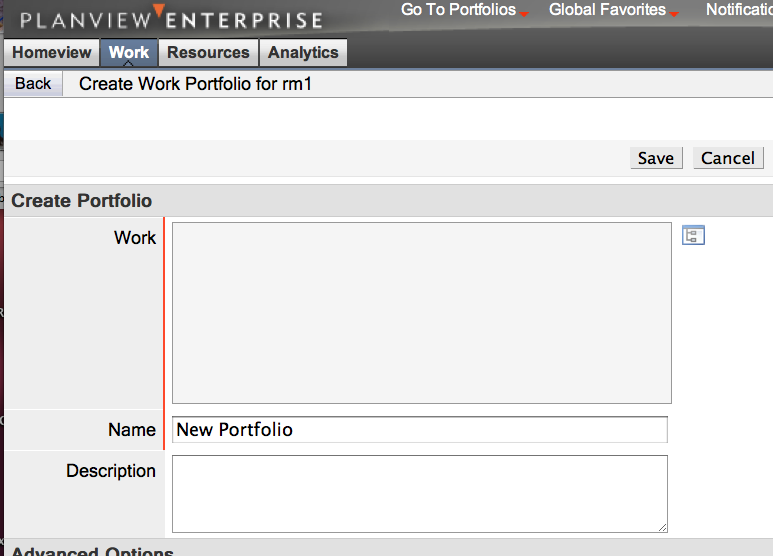 PLANVIEW ENTERPRISE
Go To Portfolios Global Favorites
Homeview Work Resources Analytics
Back Create Work Portfolio for rm1
Save Cancel
Create Portfolio
Work
Name New Portfolio
Description
Advanced Options